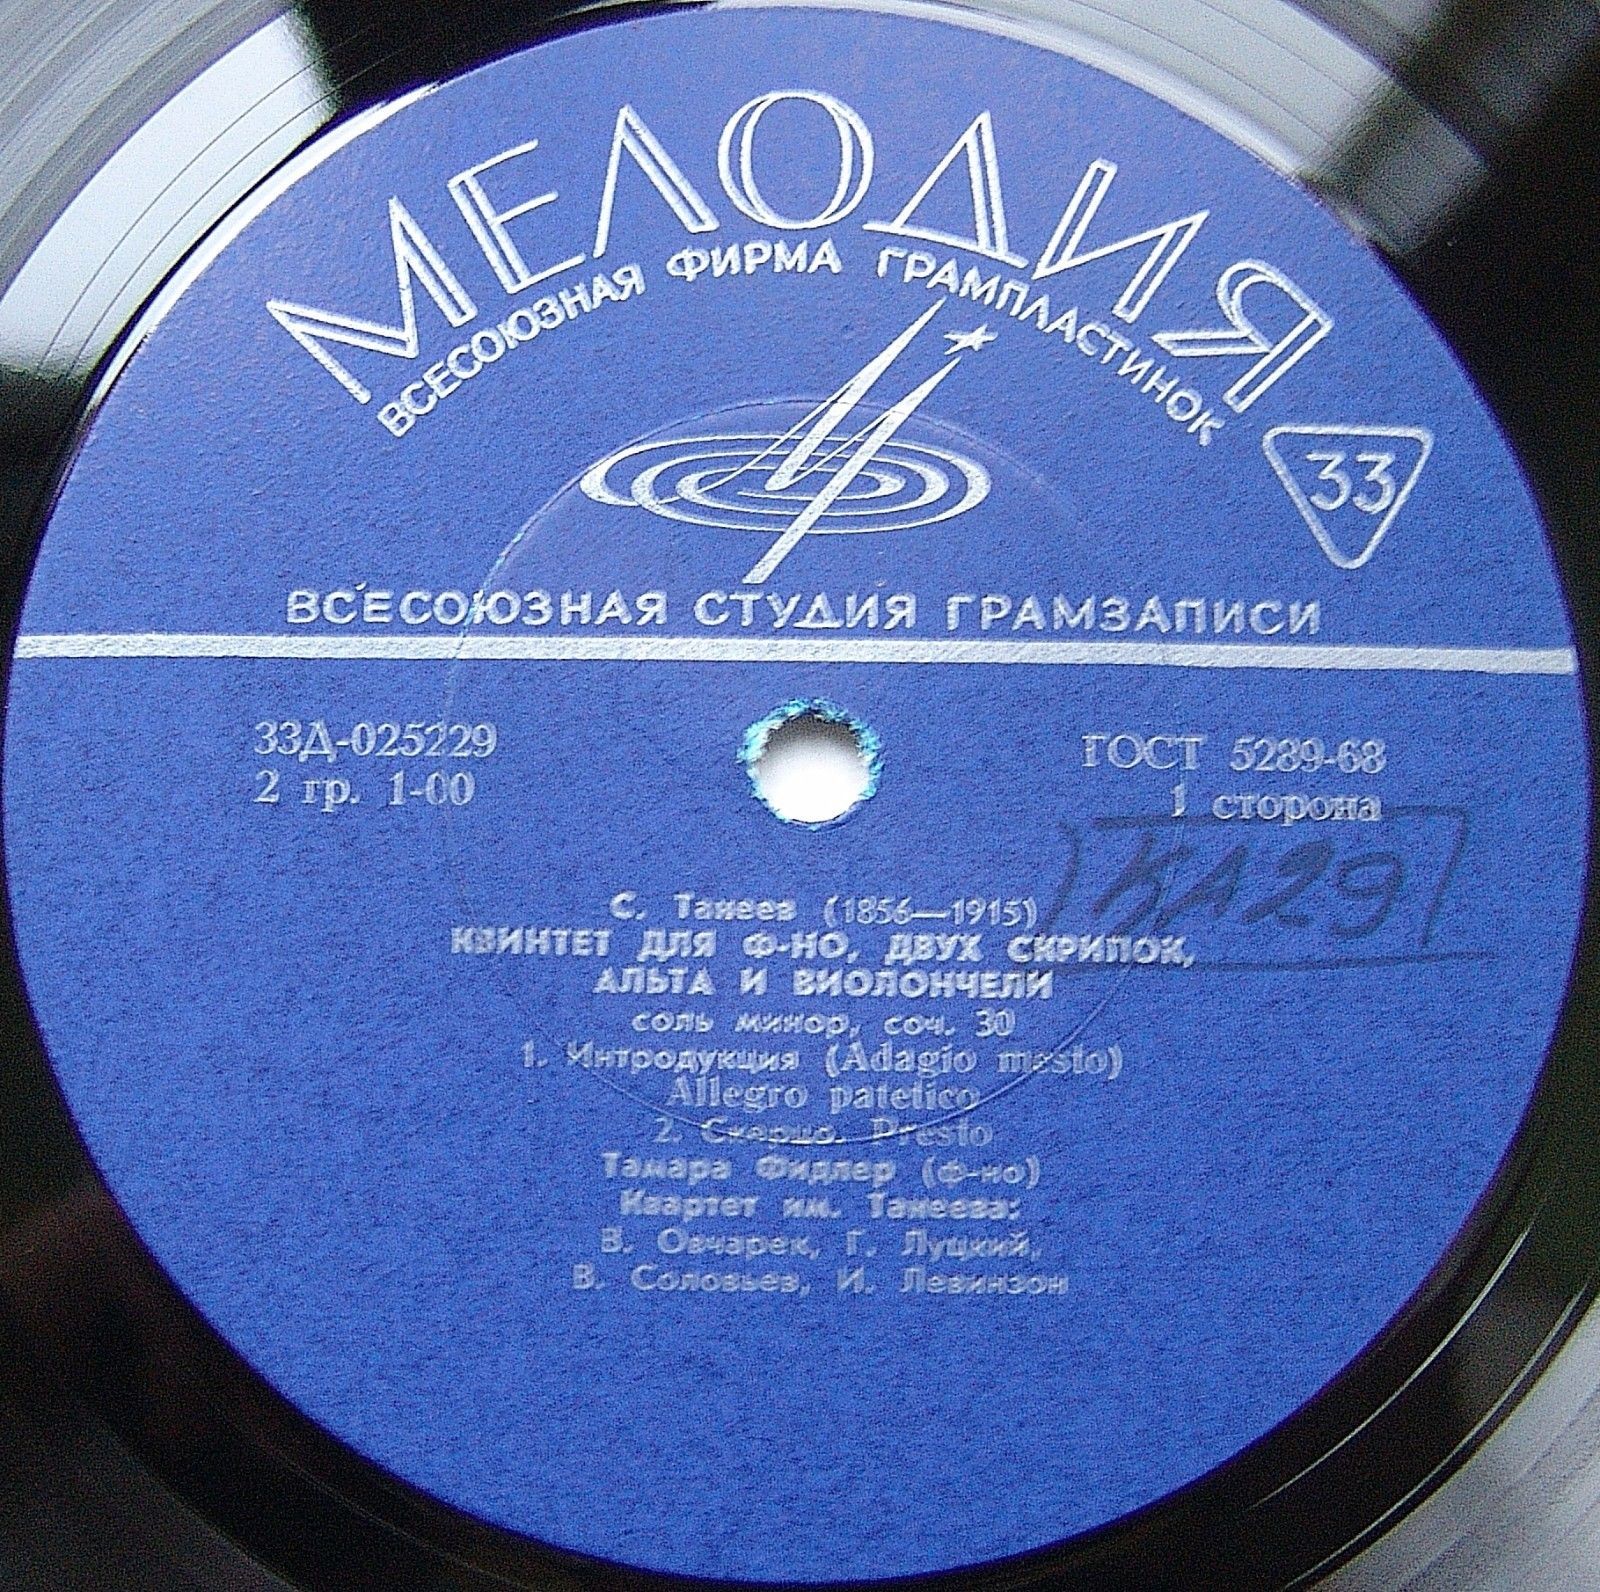 МЕЛОДИЯ
ВСЕСОЮЗНАЯ ФИРМА ГРАМПЛАСТИНОК
33
ВСЕСОЮЗНАЯ СТУДИЯ ГРАМЗАПИСИ
33Д-025229
2 гр. 1-00
ГОСТ 5289-68
1 сторона
КА29
С. Танеев (1856—1915)
КВИНТЕТ ДЛЯ Ф-НО, ДВУХ СКРИПОК,
АЛЬТА И ВИОЛОНЧЕЛИ
соль минор, соч. 30
1. Интродукция (Adagio mesto)
Allegro patetico
2. Скерцо. Presto
Тамара Фидлер (ф-но)
Квартет им. Танеева:
В. Овчарек, Г. Луцкий,
В. Соловьев, И. Левинзон